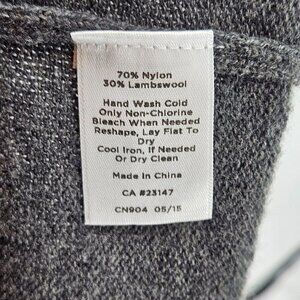 70% Nylon
30% Lambswool
Hand Wash Cold
Only Non-Chlorine
Bleach When Needed
Reshape, Lay Flat To
Dry
Cool Iron, If Needed
Or Dry Clean
Made In China
CA #23147
CN904 05/15